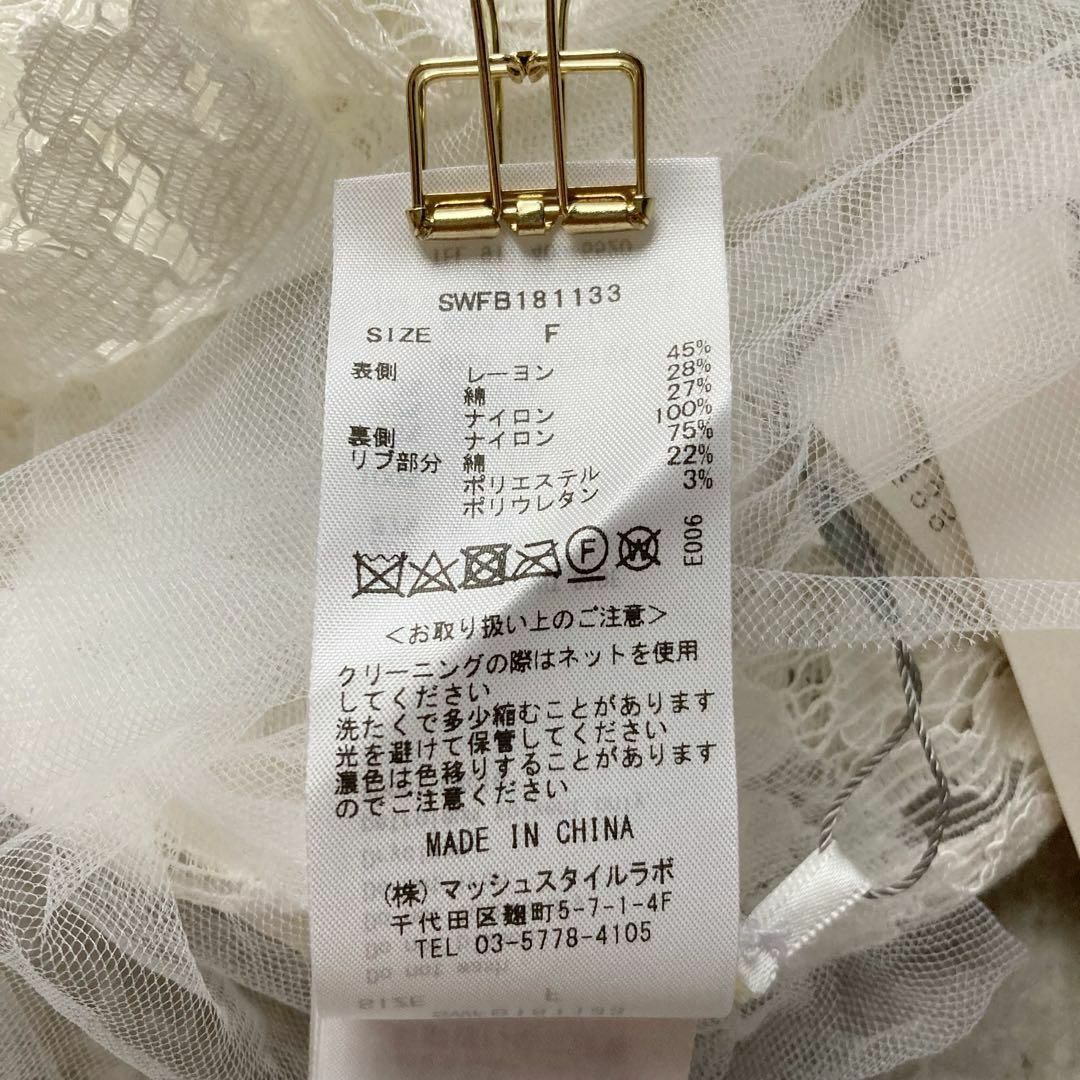 SWFB181133
SIZE F
表側 レーヨン 45%
綿 28%
ナイロン 27%
裏側 ナイロン 100%
リブ部分 綿 75%
ポリエステル 22%
ポリウレタン 3%
F W E006
<お取り扱い上のご注意>
クリーニングの際はネットを使用
してください
洗たくで多少縮むことがあります
光を避けて保管してください
濃色は色移りすることがあります
のでご注意ください
MADE IN CHINA
(株)マッシュスタイルラボ
千代田区麹町5-7-1-4F
TEL 03-5778-4105
Do not wash
SIZE F
SWFB181133